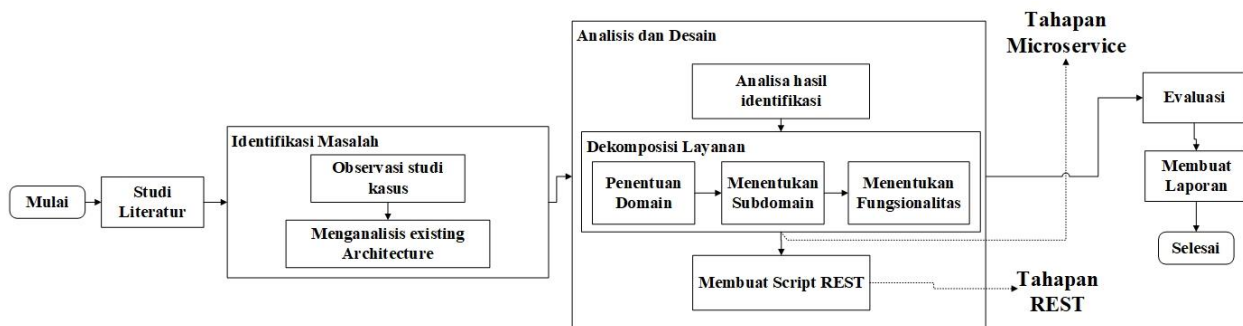 Mulai
Studi
Literatur
Identifikasi Masalah
Observasi studi
kasus
Menganalisis existing
Architecture
Analisis dan Desain
Analisa hasil
identifikasi
Dekomposisi Layanan
Penentuan
Domain
Menentukan
Subdomain
Menentukan
Fungsionalitas
Membuat Script REST
Tahapan
Microservice
Tahapan
REST
Evaluasi
Membuat
Laporan
Selesai